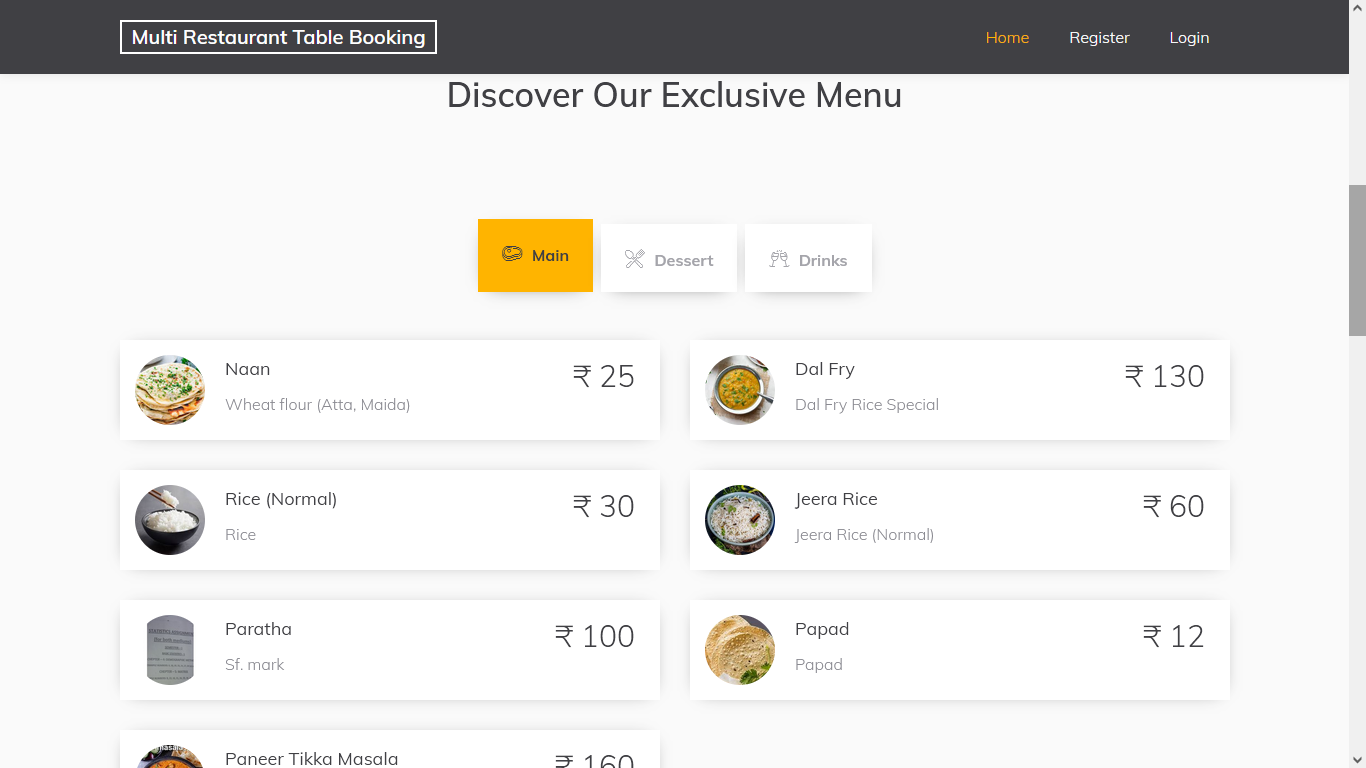 Multi Restaurant Table Booking
Home
Register
Login
Discover Our Exclusive Menu
Main
Dessert
Drinks
Naan
₹ 25
Wheat flour (Atta, Maida)
Dal Fry
₹ 130
Dal Fry Rice Special
Rice (Normal)
₹ 30
Rice
Jeera Rice
₹ 60
Jeera Rice (Normal)
Paratha
₹ 100
Sf. mark
Papad
₹ 12
Papad
Paneer Tikka Masala
₹ 160